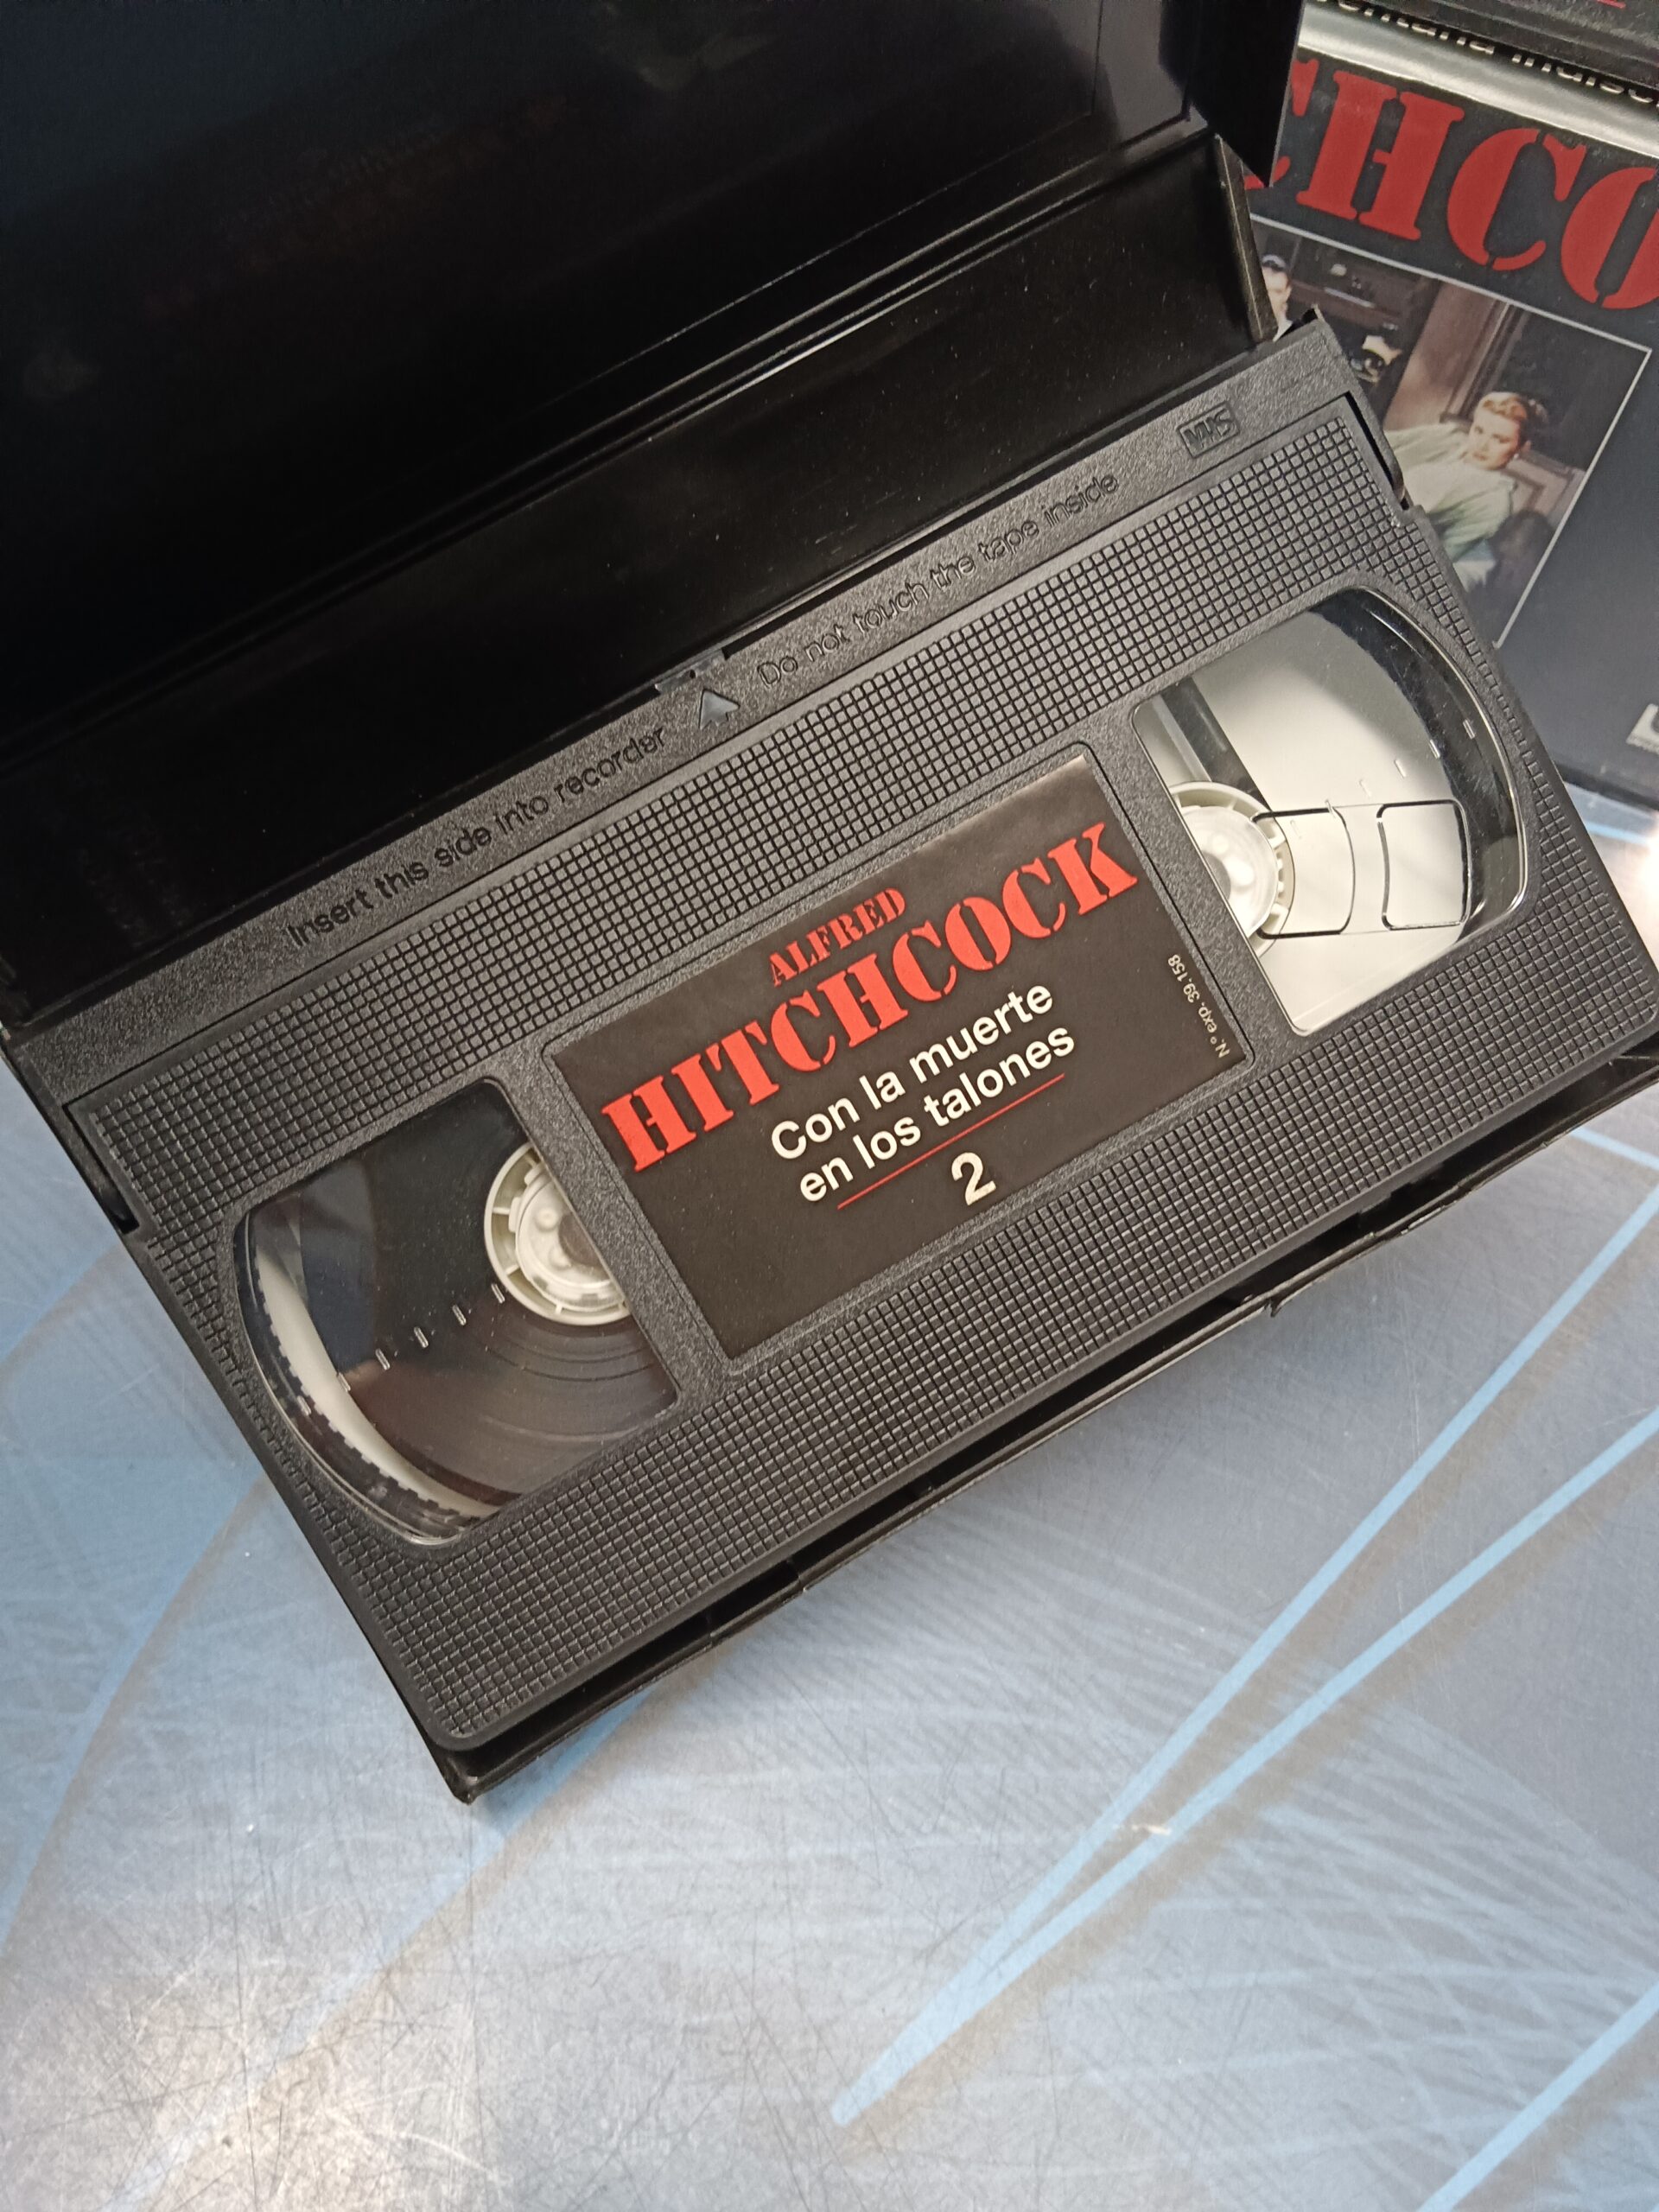 HCO
VHS
Insert this side into recorder
Do not touch the tape inside
ALFRED
HITCHCOCK
Con la muerte
en los talones
2
N.º exp. 39.158